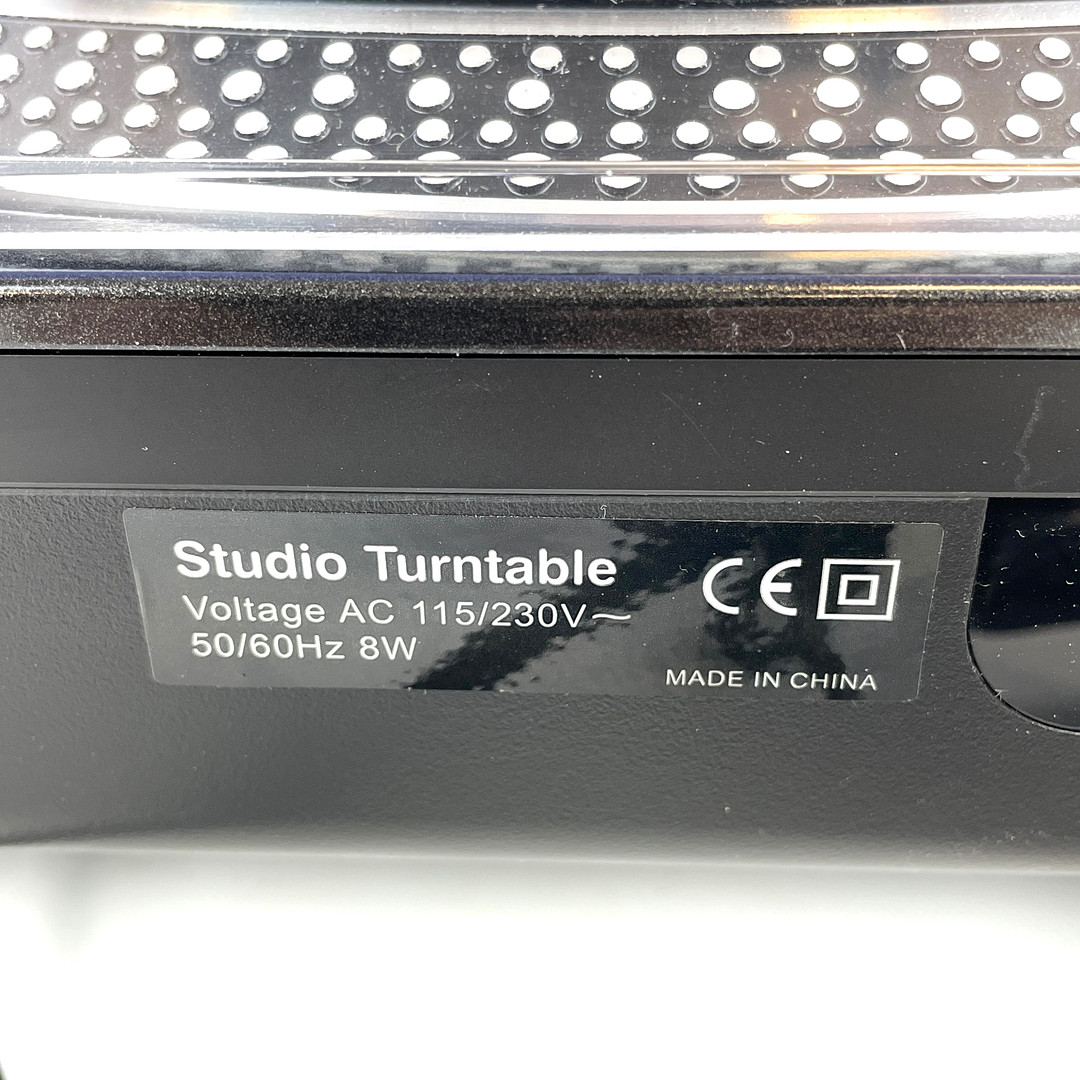 Studio Turntable
Voltage AC 115/230V~
50/60Hz 8W
CE
MADE IN CHINA